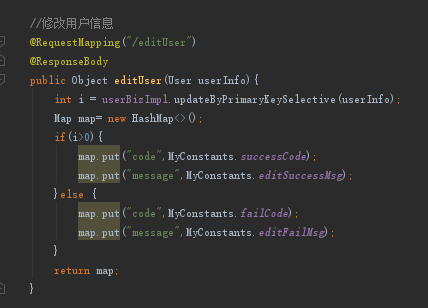 //修改用户信息
@RequestMapping("/editUser")
@ResponseBody
public Object editUser(User userInfo){
int i = userBizImpl.updateByPrimaryKeySelective(userInfo);
Map map= new HashMap<>();
if(i>0){
map.put("code",MyConstants.successCode);
map.put("message",MyConstants.editSuccessMsg);
}else {
map.put("code",MyConstants.failCode);
map.put("message",MyConstants.editFailMsg);
}
return map;
}